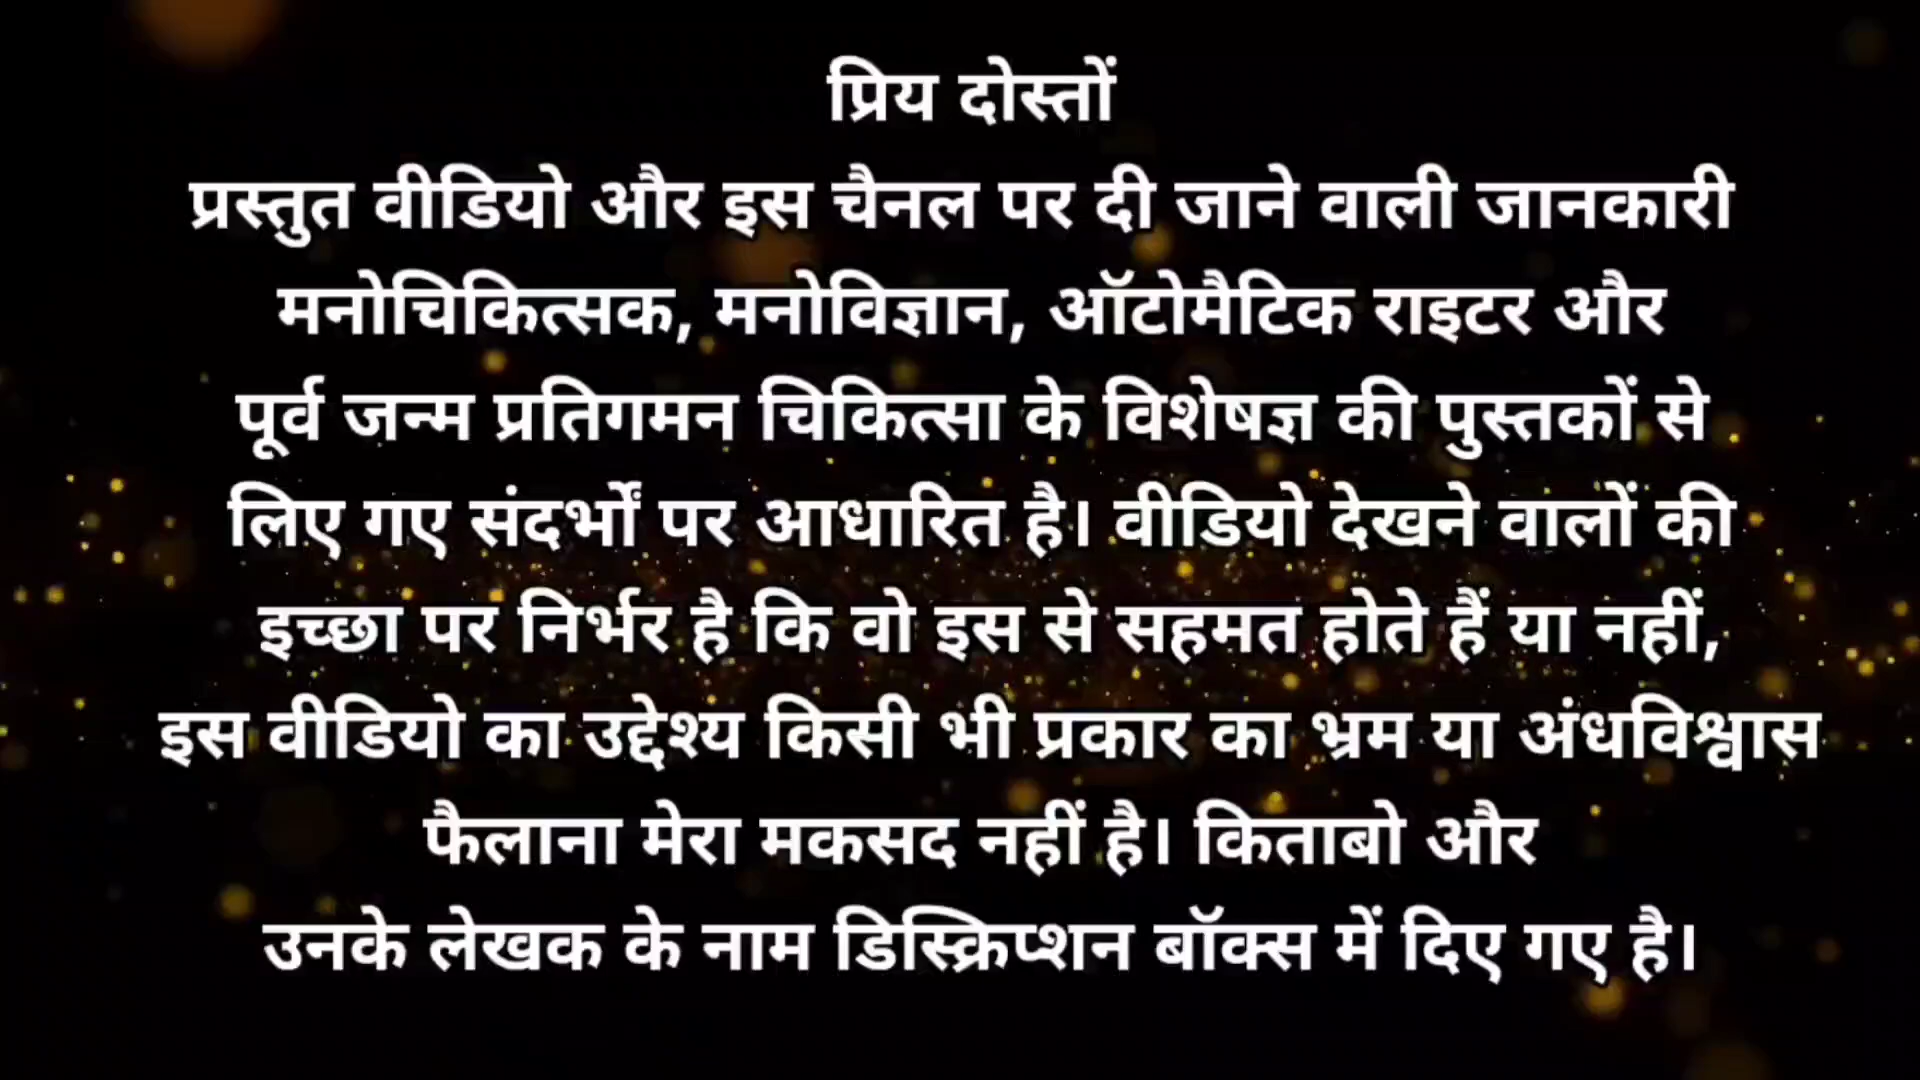 प्रिय दोस्तों
प्रस्तुत वीडियो और इस चैनल पर दी जाने वाली जानकारी
मनोचिकित्सक, मनोविज्ञान, ऑटोमैटिक राइटर और
पूर्व जन्म प्रतिगमन चिकित्सा के विशेषज्ञ की पुस्तकों से
लिए गए संदर्भों पर आधारित है। वीडियो देखने वालों की
इच्छा पर निर्भर है कि वो इस से सहमत होते हैं या नहीं,
इस वीडियो का उद्देश्य किसी भी प्रकार का भ्रम या अंधविश्वास
फैलाना मेरा मकसद नहीं है। किताबो और
उनके लेखक के नाम डिस्क्रिप्शन बॉक्स में दिए गए है।